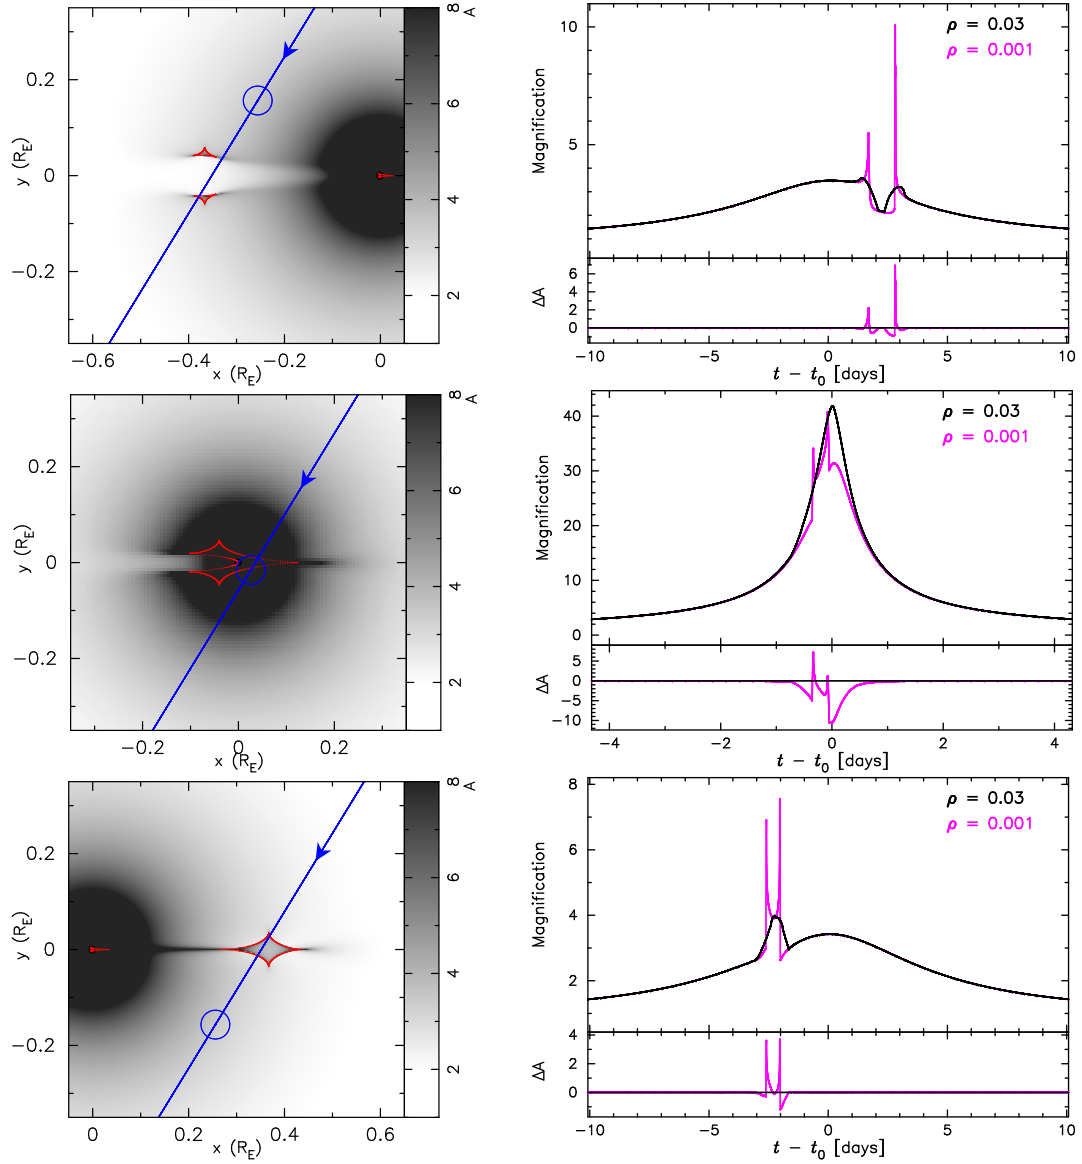 8
A
6
4
2
0.2
0
−0.2
y (R_E)
−0.6
−0.4
−0.2
0
x (R_E)
10
5
Magnification
ρ = 0.03
ρ = 0.001
6
4
2
0
ΔA
−10
−5
0
5
10
t − t_0 [days]
8
A
6
4
2
0.2
0
−0.2
y (R_E)
−0.2
0
0.2
x (R_E)
40
30
20
10
0
Magnification
ρ = 0.03
ρ = 0.001
5
0
−5
−10
ΔA
−4
−2
0
2
4
t − t_0 [days]
8
A
6
4
2
0.2
0
−0.2
y (R_E)
0
0.2
0.4
0.6
x (R_E)
8
6
4
2
Magnification
ρ = 0.03
ρ = 0.001
4
2
0
ΔA
−10
−5
0
5
10
t − t_0 [days]